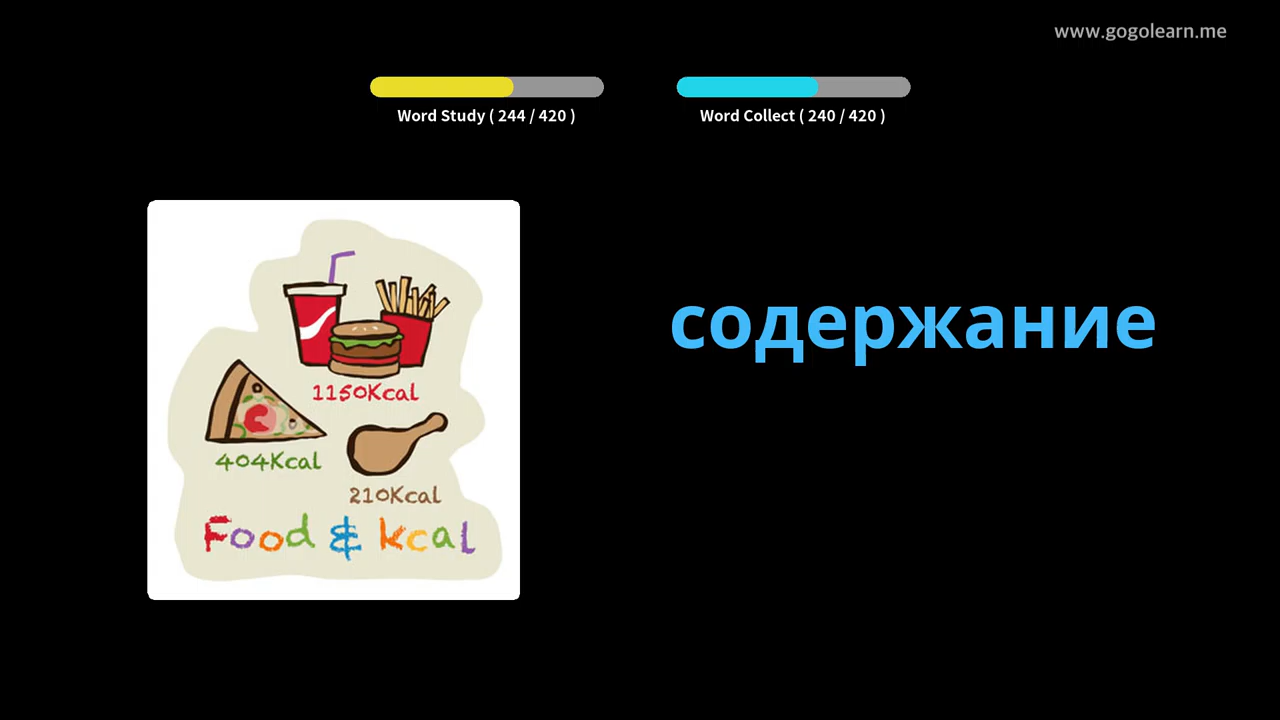 www.gogolearn.me
Word Study ( 244 / 420 )
Word Collect ( 240 / 420 )
содержание
1150Kcal
404Kcal
210Kcal
Food & kcal